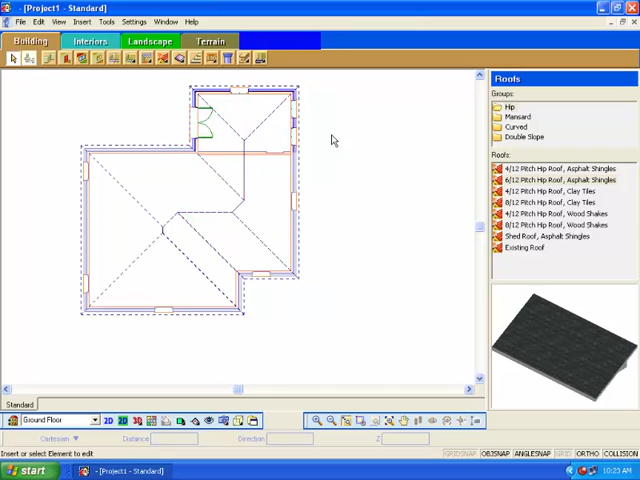 - [Project1 - Standard]
File Edit View Insert Tools Settings Window Help
Building Interiors Landscape Terrain
Roofs
Groups:
Hip
Mansard
Curved
Double Slope
Roofs:
4/12 Pitch Hip Roof, Asphalt Shingles
6/12 Pitch Hip Roof, Asphalt Shingles
4/12 Pitch Hip Roof, Clay Tiles
8/12 Pitch Hip Roof, Clay Tiles
4/12 Pitch Hip Roof, Wood Shakes
8/12 Pitch Hip Roof, Wood Shakes
Shed Roof, Asphalt Shingles
Existing Roof
Standard
Ground Floor 2D 2D 3D
Cartesian Distance Direction Z
Insert or select Element to edit GRIDSNAP OBJSNAP ANGLESNAP GRID ORTHO COLLISION
start - [Project1 - Standard] 10:23 AM